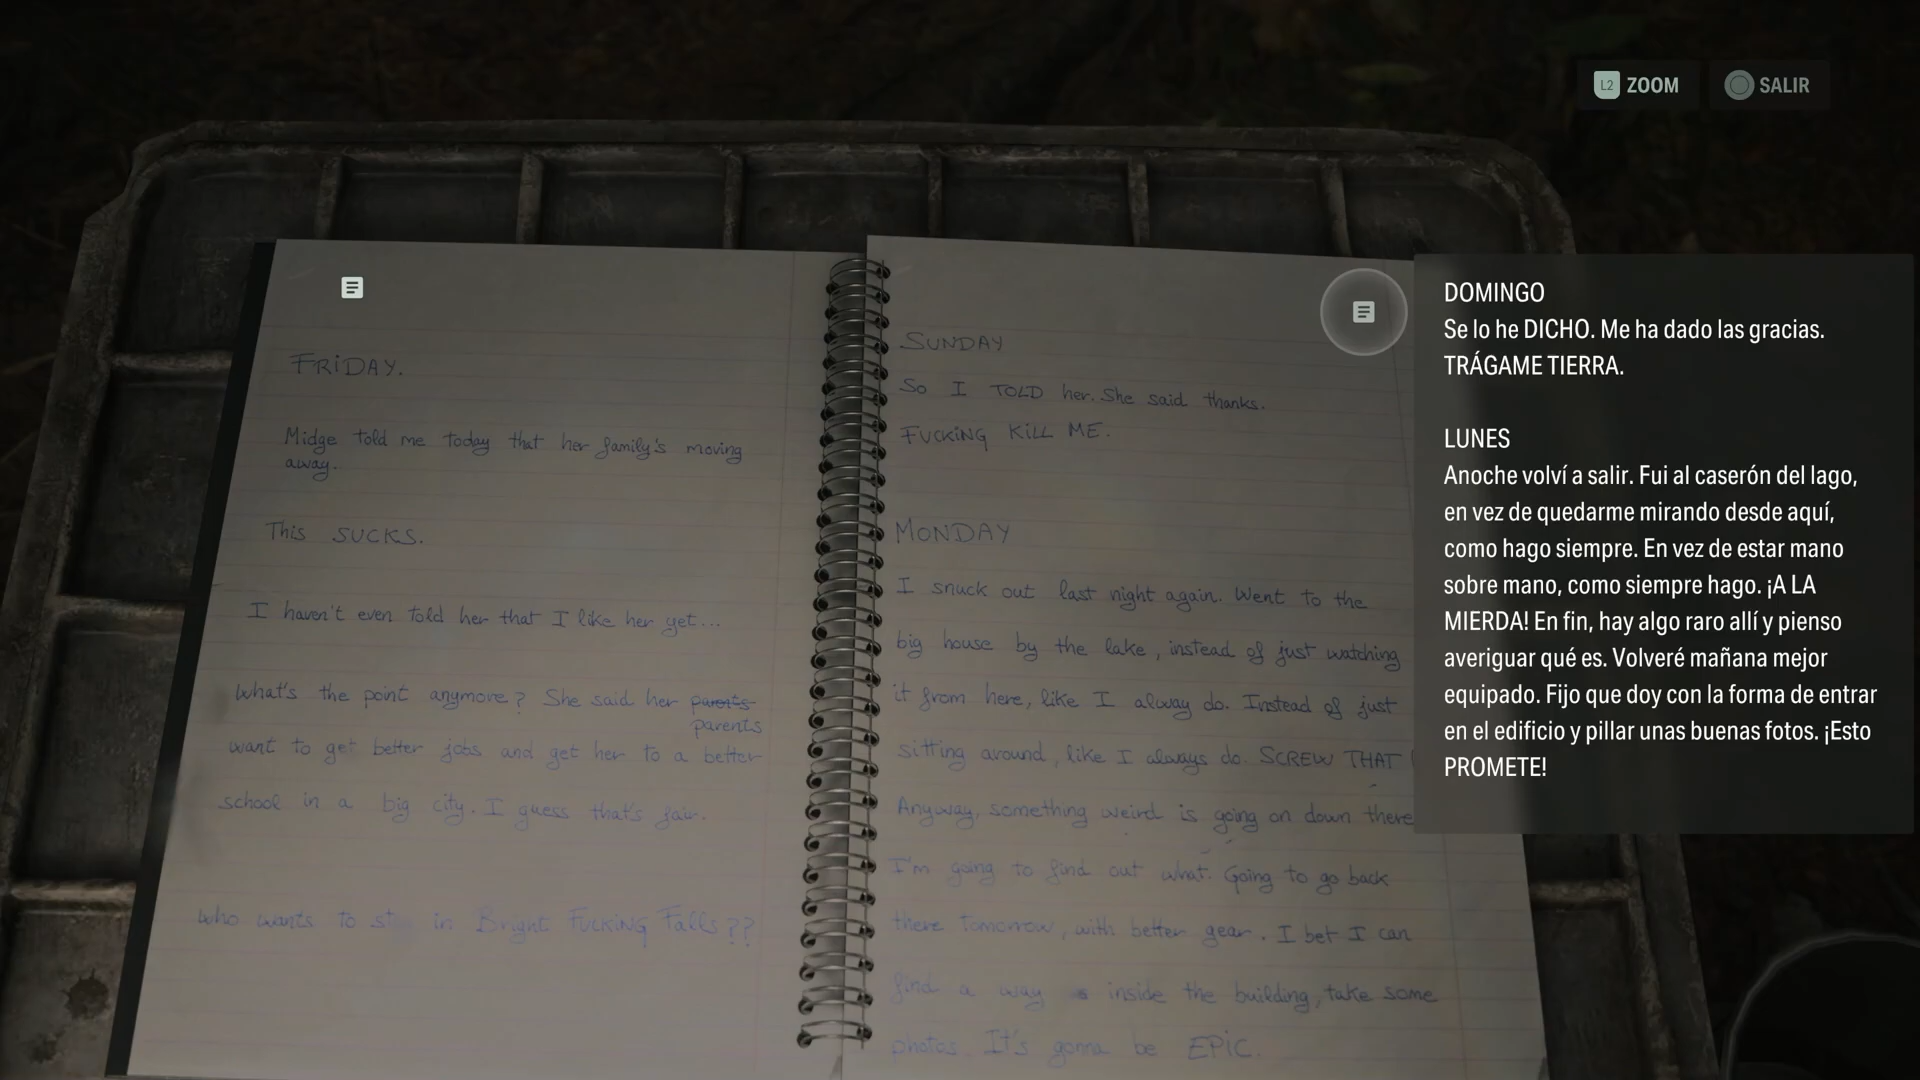 L2 ZOOM
SALIR
FRIDAY.
Midge told me today that her family's moving
away.
This SUCKS.
I haven't even told her that I like her yet...
What's the point anymore? She said her parents
parents
want to get better jobs and get her to a better
school in a big city. I guess that's fair.
who wants to st in Bright FUCKING Falls??
SUNDAY
So I TOLD her. She said thanks.
FUCKING KILL ME.
MONDAY
I snuck out last night again. Went to the
big house by the lake, instead of just watching
it from here, like I alway do. Instead of just
sitting around, like I always do. SCREW THAT
Anyway, something weird is going on down there
I'm going to find out what. Going to go back
there tomorrow, with better gear. I bet I can
find a way inside the building, take some
photos. It's gonna be EPIC.
DOMINGO
Se lo he DICHO. Me ha dado las gracias.
TRÁGAME TIERRA.
LUNES
Anoche volví a salir. Fui al caserón del lago,
en vez de quedarme mirando desde aquí,
como hago siempre. En vez de estar mano
sobre mano, como siempre hago. ¡A LA
MIERDA! En fin, hay algo raro allí y pienso
averiguar qué es. Volveré mañana mejor
equipado. Fijo que doy con la forma de entrar
en el edificio y pillar unas buenas fotos. ¡Esto
PROMETE!